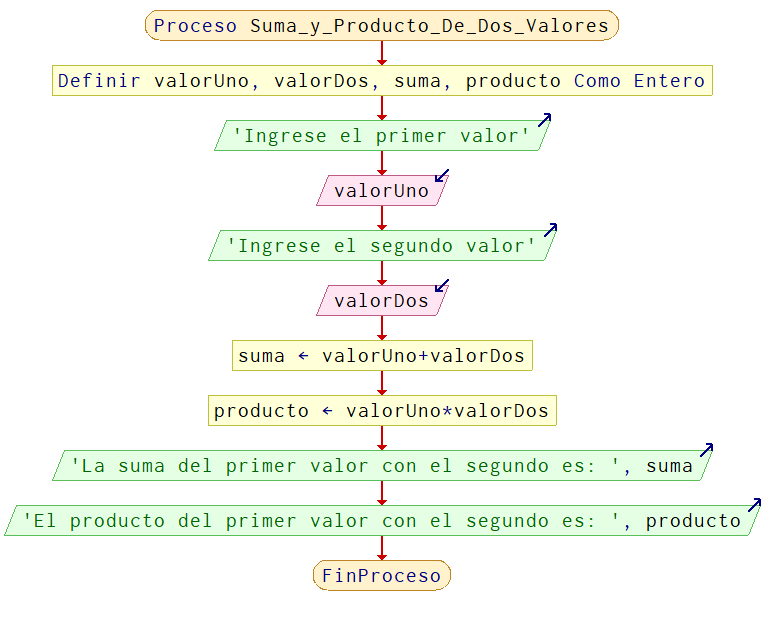 Proceso Suma_y_Producto_De_Dos_Valores
Definir valorUno, valorDos, suma, producto Como Entero
'Ingrese el primer valor'
valorUno
'Ingrese el segundo valor'
valorDos
suma ← valorUno+valorDos
producto ← valorUno*valorDos
'La suma del primer valor con el segundo es: ', suma
'El producto del primer valor con el segundo es: ', producto
FinProceso